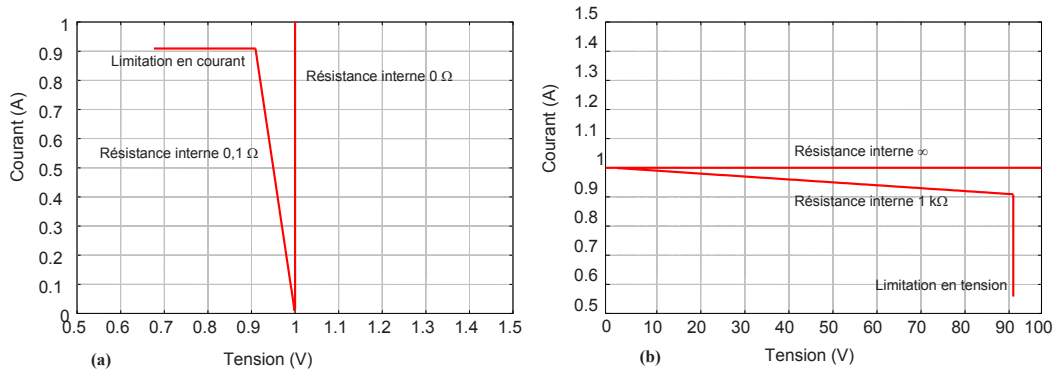 1
0.9
0.8
0.7
0.6
0.5
0.4
0.3
0.2
0.1
0
Courant (A)
Limitation en courant
Résistance interne 0 Ω
Résistance interne 0,1 Ω
0.5 0.6 0.7 0.8 0.9 1 1.1 1.2 1.3 1.4 1.5
(a) Tension (V)
1.5
1.4
1.3
1.2
1.1
1
0.9
0.8
0.7
0.6
0.5
Courant (A)
Résistance interne ∞
Résistance interne 1 kΩ
Limitation en tension
0 10 20 30 40 50 60 70 80 90 100
(b) Tension (V)